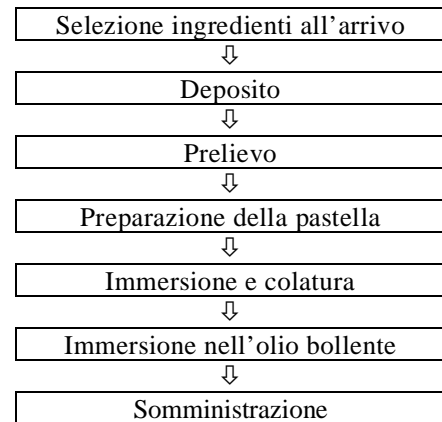 Selezione ingredienti all’arrivo
⇩
Deposito
⇩
Prelievo
⇩
Preparazione della pastella
⇩
Immersione e colatura
⇩
Immersione nell’olio bollente
⇩
Somministrazione